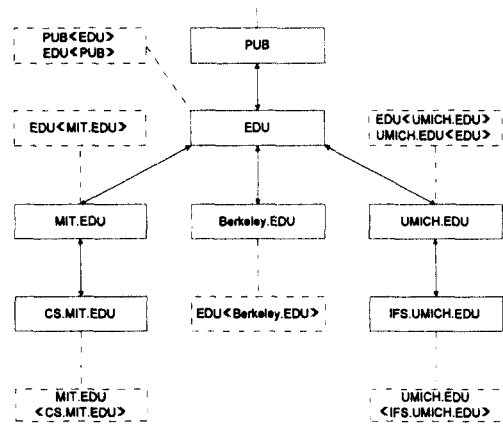 PUB<EDU>
EDU<PUB>
PUB
EDU<MIT.EDU>
EDU
EDU<UMICH.EDU>
UMICH.EDU<EDU>
MIT.EDU
Berkeley.EDU
UMICH.EDU
CS.MIT.EDU
EDU<Berkeley.EDU>
IFS.UMICH.EDU
MIT.EDU
<CS.MIT.EDU>
UMICH.EDU
<IFS.UMICH.EDU>